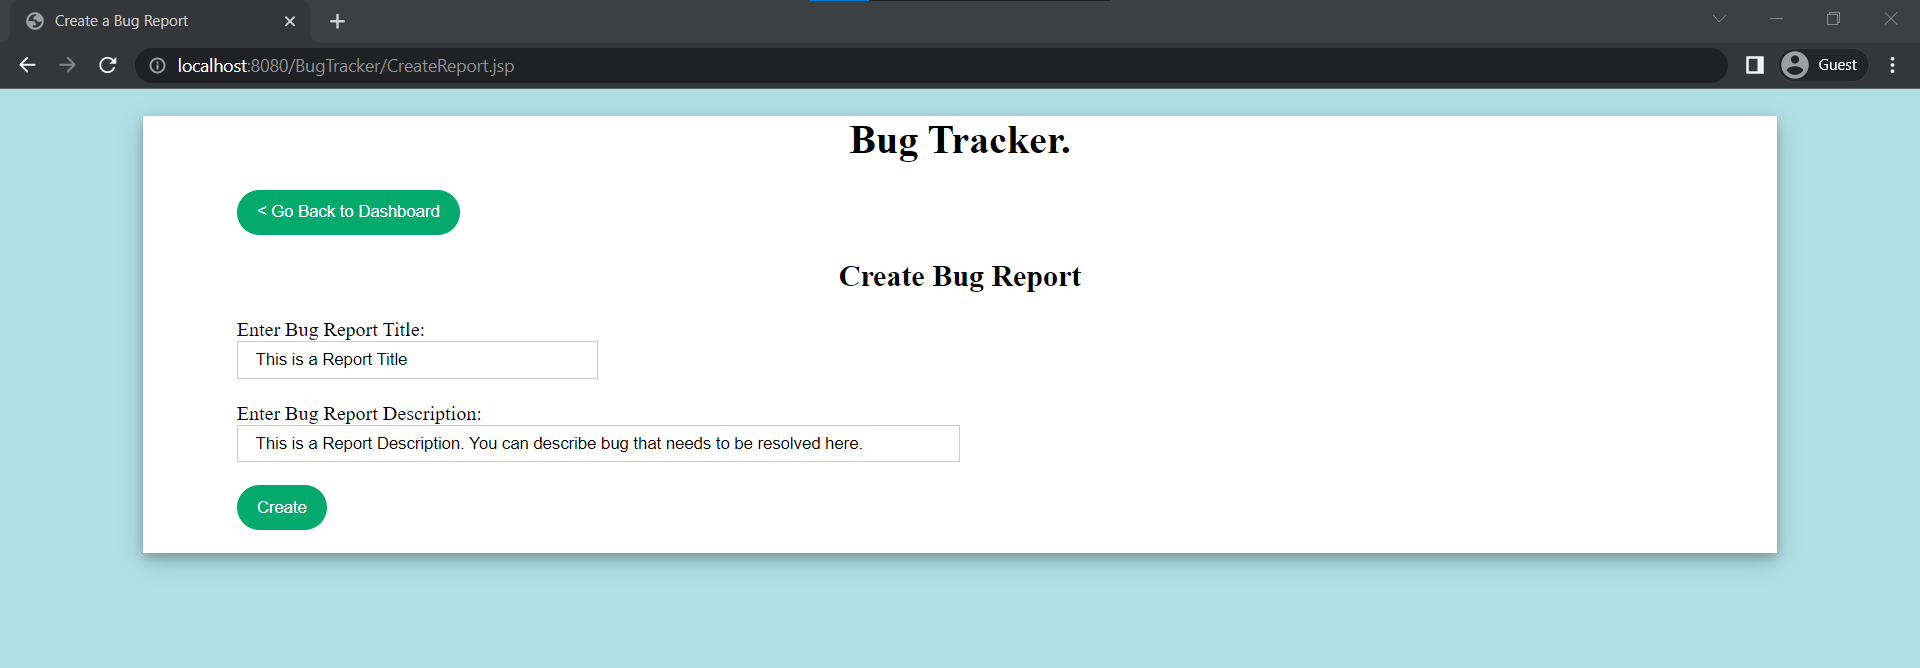 Create a Bug Report
localhost:8080/BugTracker/CreateReport.jsp
Guest
Bug Tracker.
< Go Back to Dashboard
Create Bug Report
Enter Bug Report Title:
This is a Report Title
Enter Bug Report Description:
This is a Report Description. You can describe bug that needs to be resolved here.
Create